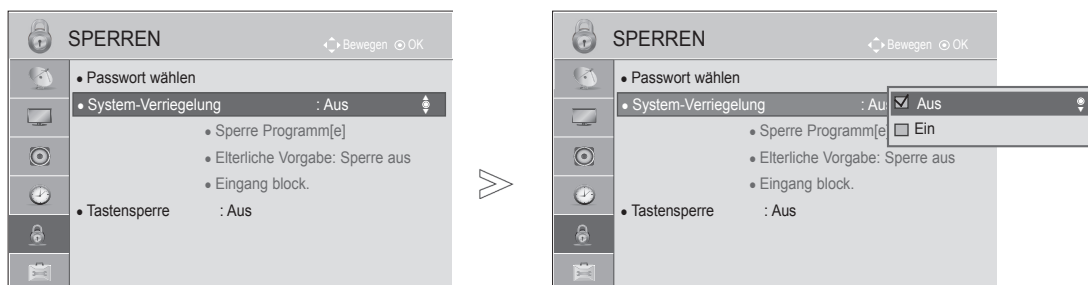 SPERREN
Bewegen OK
• Passwort wählen
• System-Verriegelung : Aus
• Sperre Programm[e]
• Elterliche Vorgabe: Sperre aus
• Eingang block.
• Tastensperre : Aus
SPERREN
Bewegen OK
• Passwort wählen
• System-Verriegelung : Au
Aus
• Sperre Programm[e
Ein
• Elterliche Vorgabe: Sperre aus
• Eingang block.
• Tastensperre : Aus